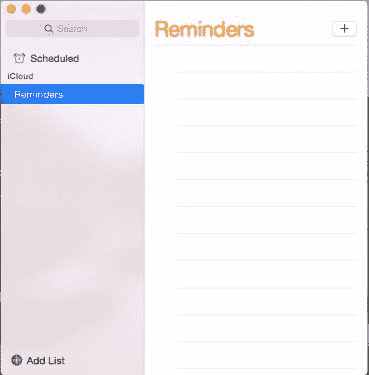 Search
Scheduled
iCloud
Reminders
Add List
Reminders
+